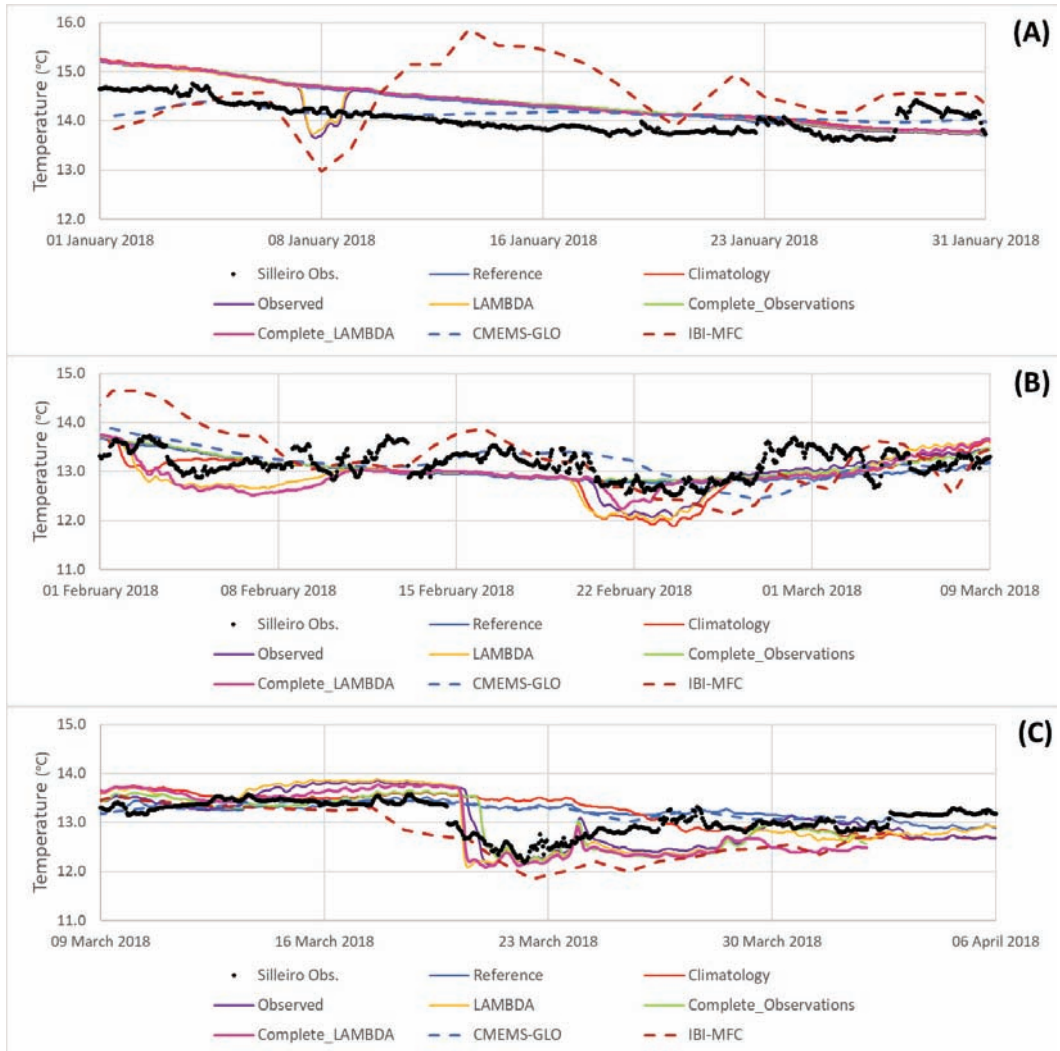 (A)
Temperature (°C)
16.0
15.0
14.0
13.0
12.0
01 January 2018 08 January 2018 16 January 2018 23 January 2018 31 January 2018
Silleiro Obs. Reference Climatology
Observed LAMBDA Complete_Observations
Complete_LAMBDA CMEMS-GLO IBI-MFC
(B)
Temperature (°C)
15.0
14.0
13.0
12.0
11.0
01 February 2018 08 February 2018 15 February 2018 22 February 2018 01 March 2018 09 March 2018
Silleiro Obs. Reference Climatology
Observed LAMBDA Complete_Observations
Complete_LAMBDA CMEMS-GLO IBI-MFC
(C)
Temperature (°C)
15.0
14.0
13.0
12.0
11.0
09 March 2018 16 March 2018 23 March 2018 30 March 2018 06 April 2018
Silleiro Obs. Reference Climatology
Observed LAMBDA Complete_Observations
Complete_LAMBDA CMEMS-GLO IBI-MFC